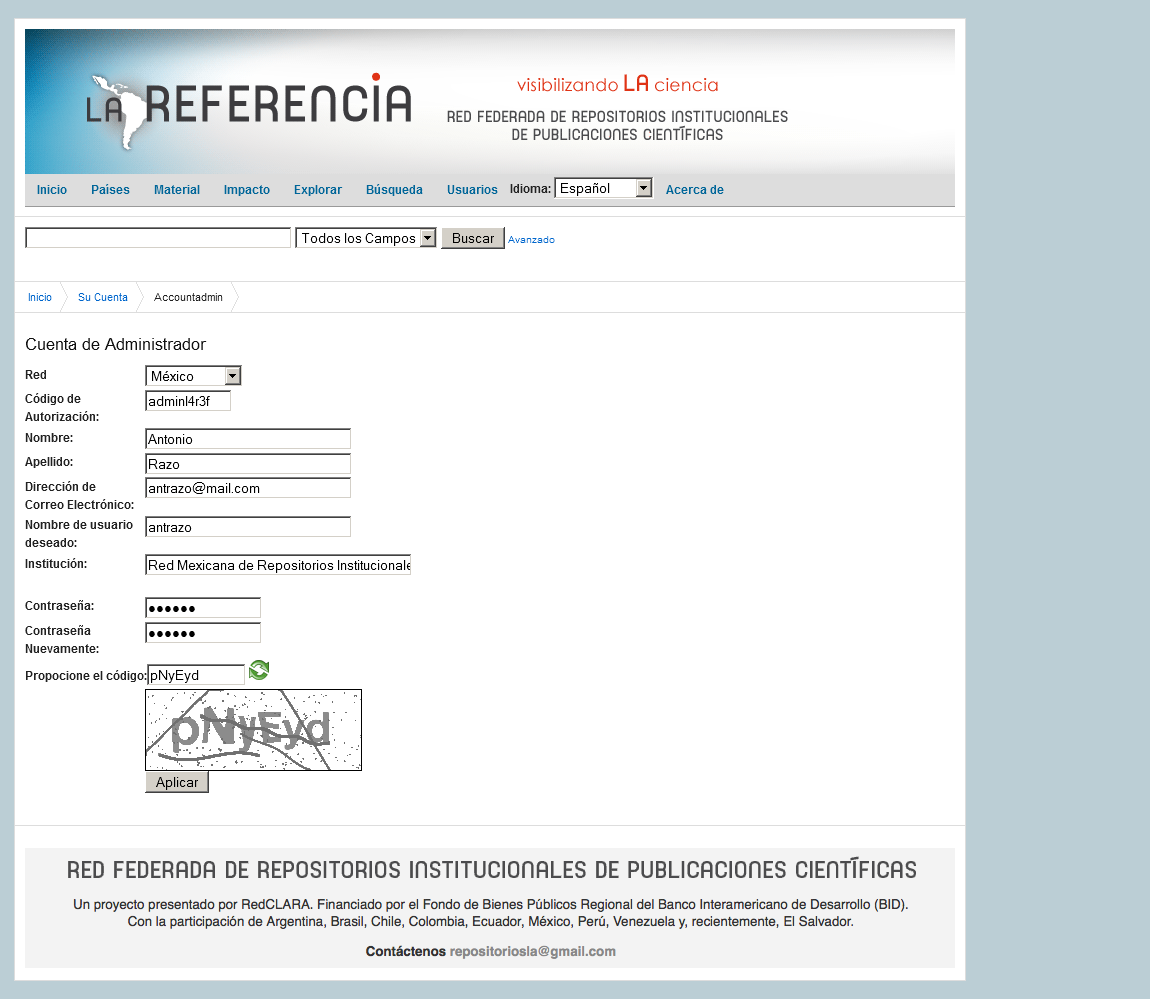 LA REFERENCIA
visibilizando LA ciencia
RED FEDERADA DE REPOSITORIOS INSTITUCIONALES
DE PUBLICACIONES CIENTÍFICAS
Inicio Países Material Impacto Explorar Búsqueda Usuarios Idioma: Español Acerca de
Todos los Campos Buscar Avanzado
Inicio Su Cuenta Accountadmin
Cuenta de Administrador
Red México
Código de
Autorización: adminl4r3f
Nombre: Antonio
Apellido: Razo
Dirección de
Correo Electrónico: antrazo@mail.com
Nombre de usuario
deseado: antrazo
Institución: Red Mexicana de Repositorios Institucionale
Contraseña: ●●●●●●
Contraseña
Nuevamente: ●●●●●●
Propocione el código: pNyEyd
pNyEyd
Aplicar
RED FEDERADA DE REPOSITORIOS INSTITUCIONALES DE PUBLICACIONES CIENTÍFICAS
Un proyecto presentado por RedCLARA. Financiado por el Fondo de Bienes Públicos Regional del Banco Interamericano de Desarrollo (BID).
Con la participación de Argentina, Brasil, Chile, Colombia, Ecuador, México, Perú, Venezuela y, recientemente, El Salvador.
Contáctenos repositoriosla@gmail.com